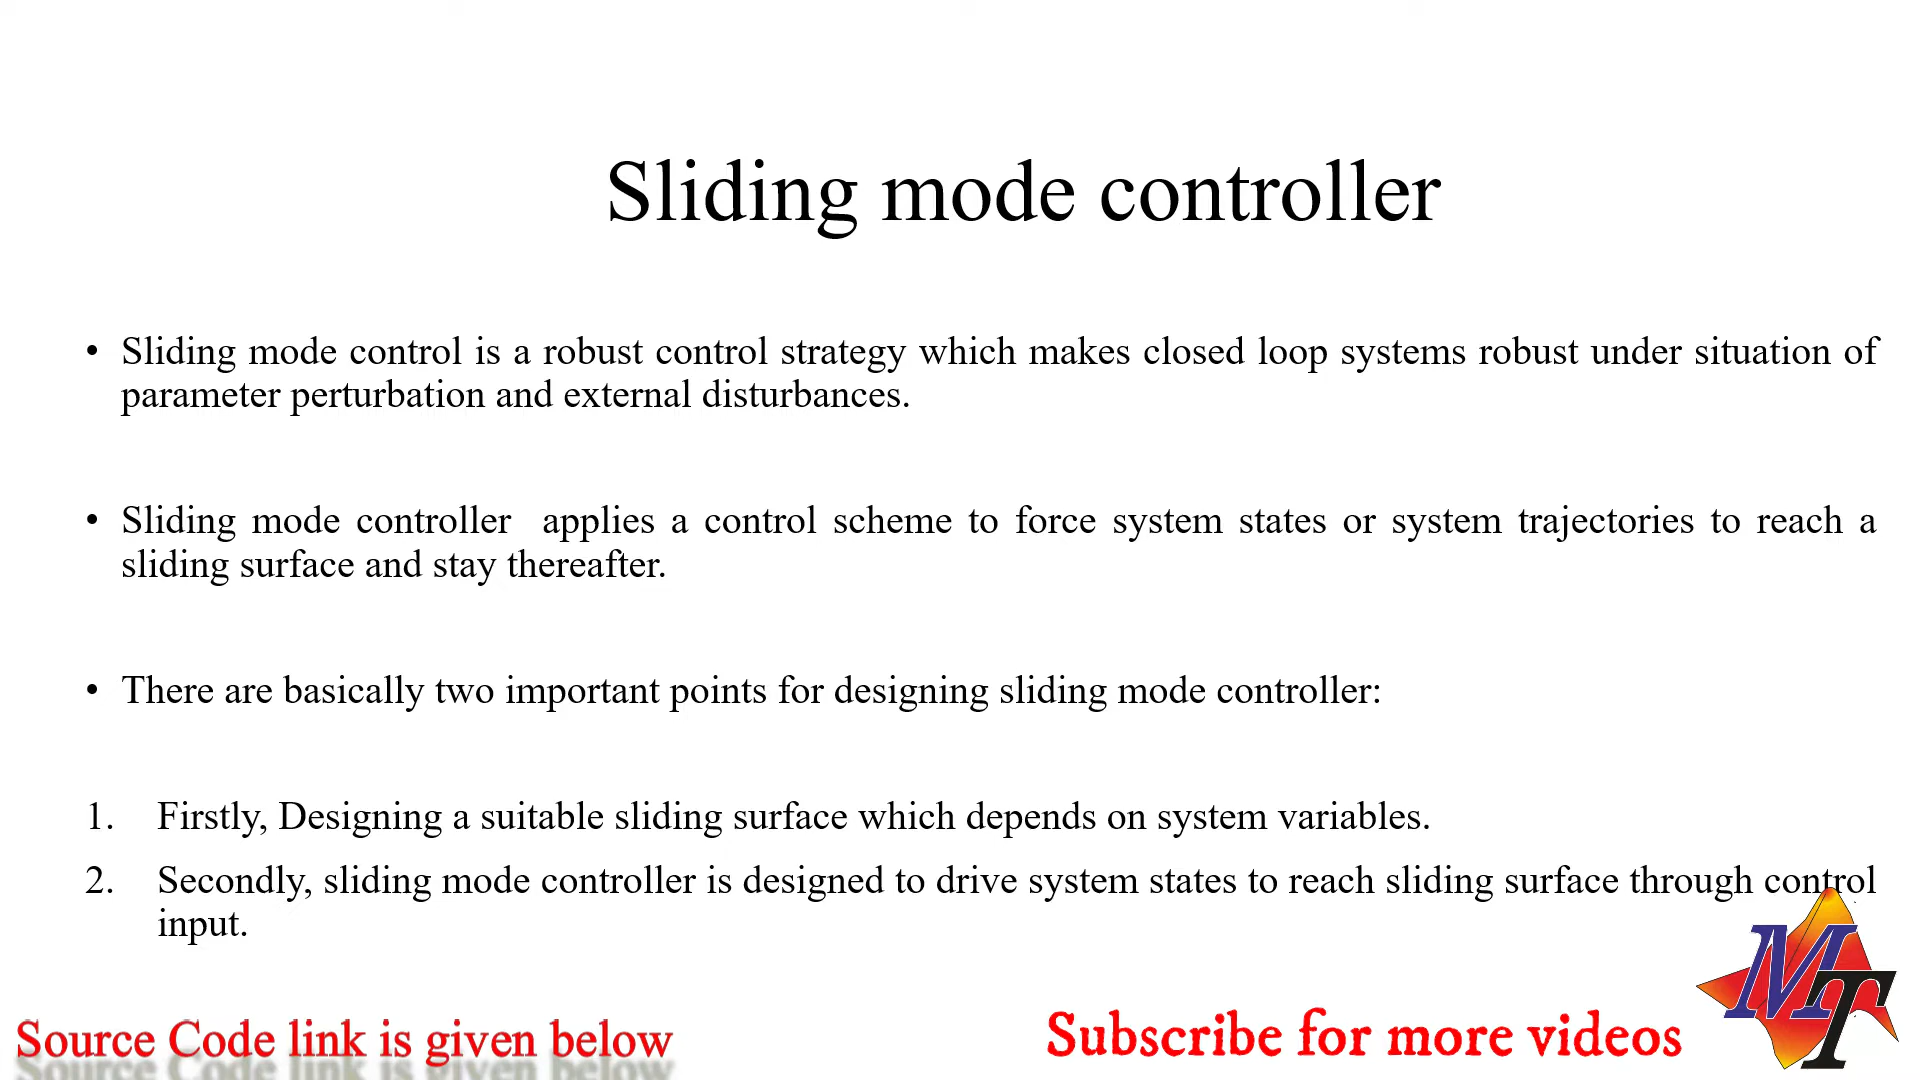 Sliding mode controller
• Sliding mode control is a robust control strategy which makes closed loop systems robust under situation of
parameter perturbation and external disturbances.
• Sliding mode controller applies a control scheme to force system states or system trajectories to reach a
sliding surface and stay thereafter.
• There are basically two important points for designing sliding mode controller:
1. Firstly, Designing a suitable sliding surface which depends on system variables.
2. Secondly, sliding mode controller is designed to drive system states to reach sliding surface through control
input.
MT
Source Code link is given below
Subscribe for more videos